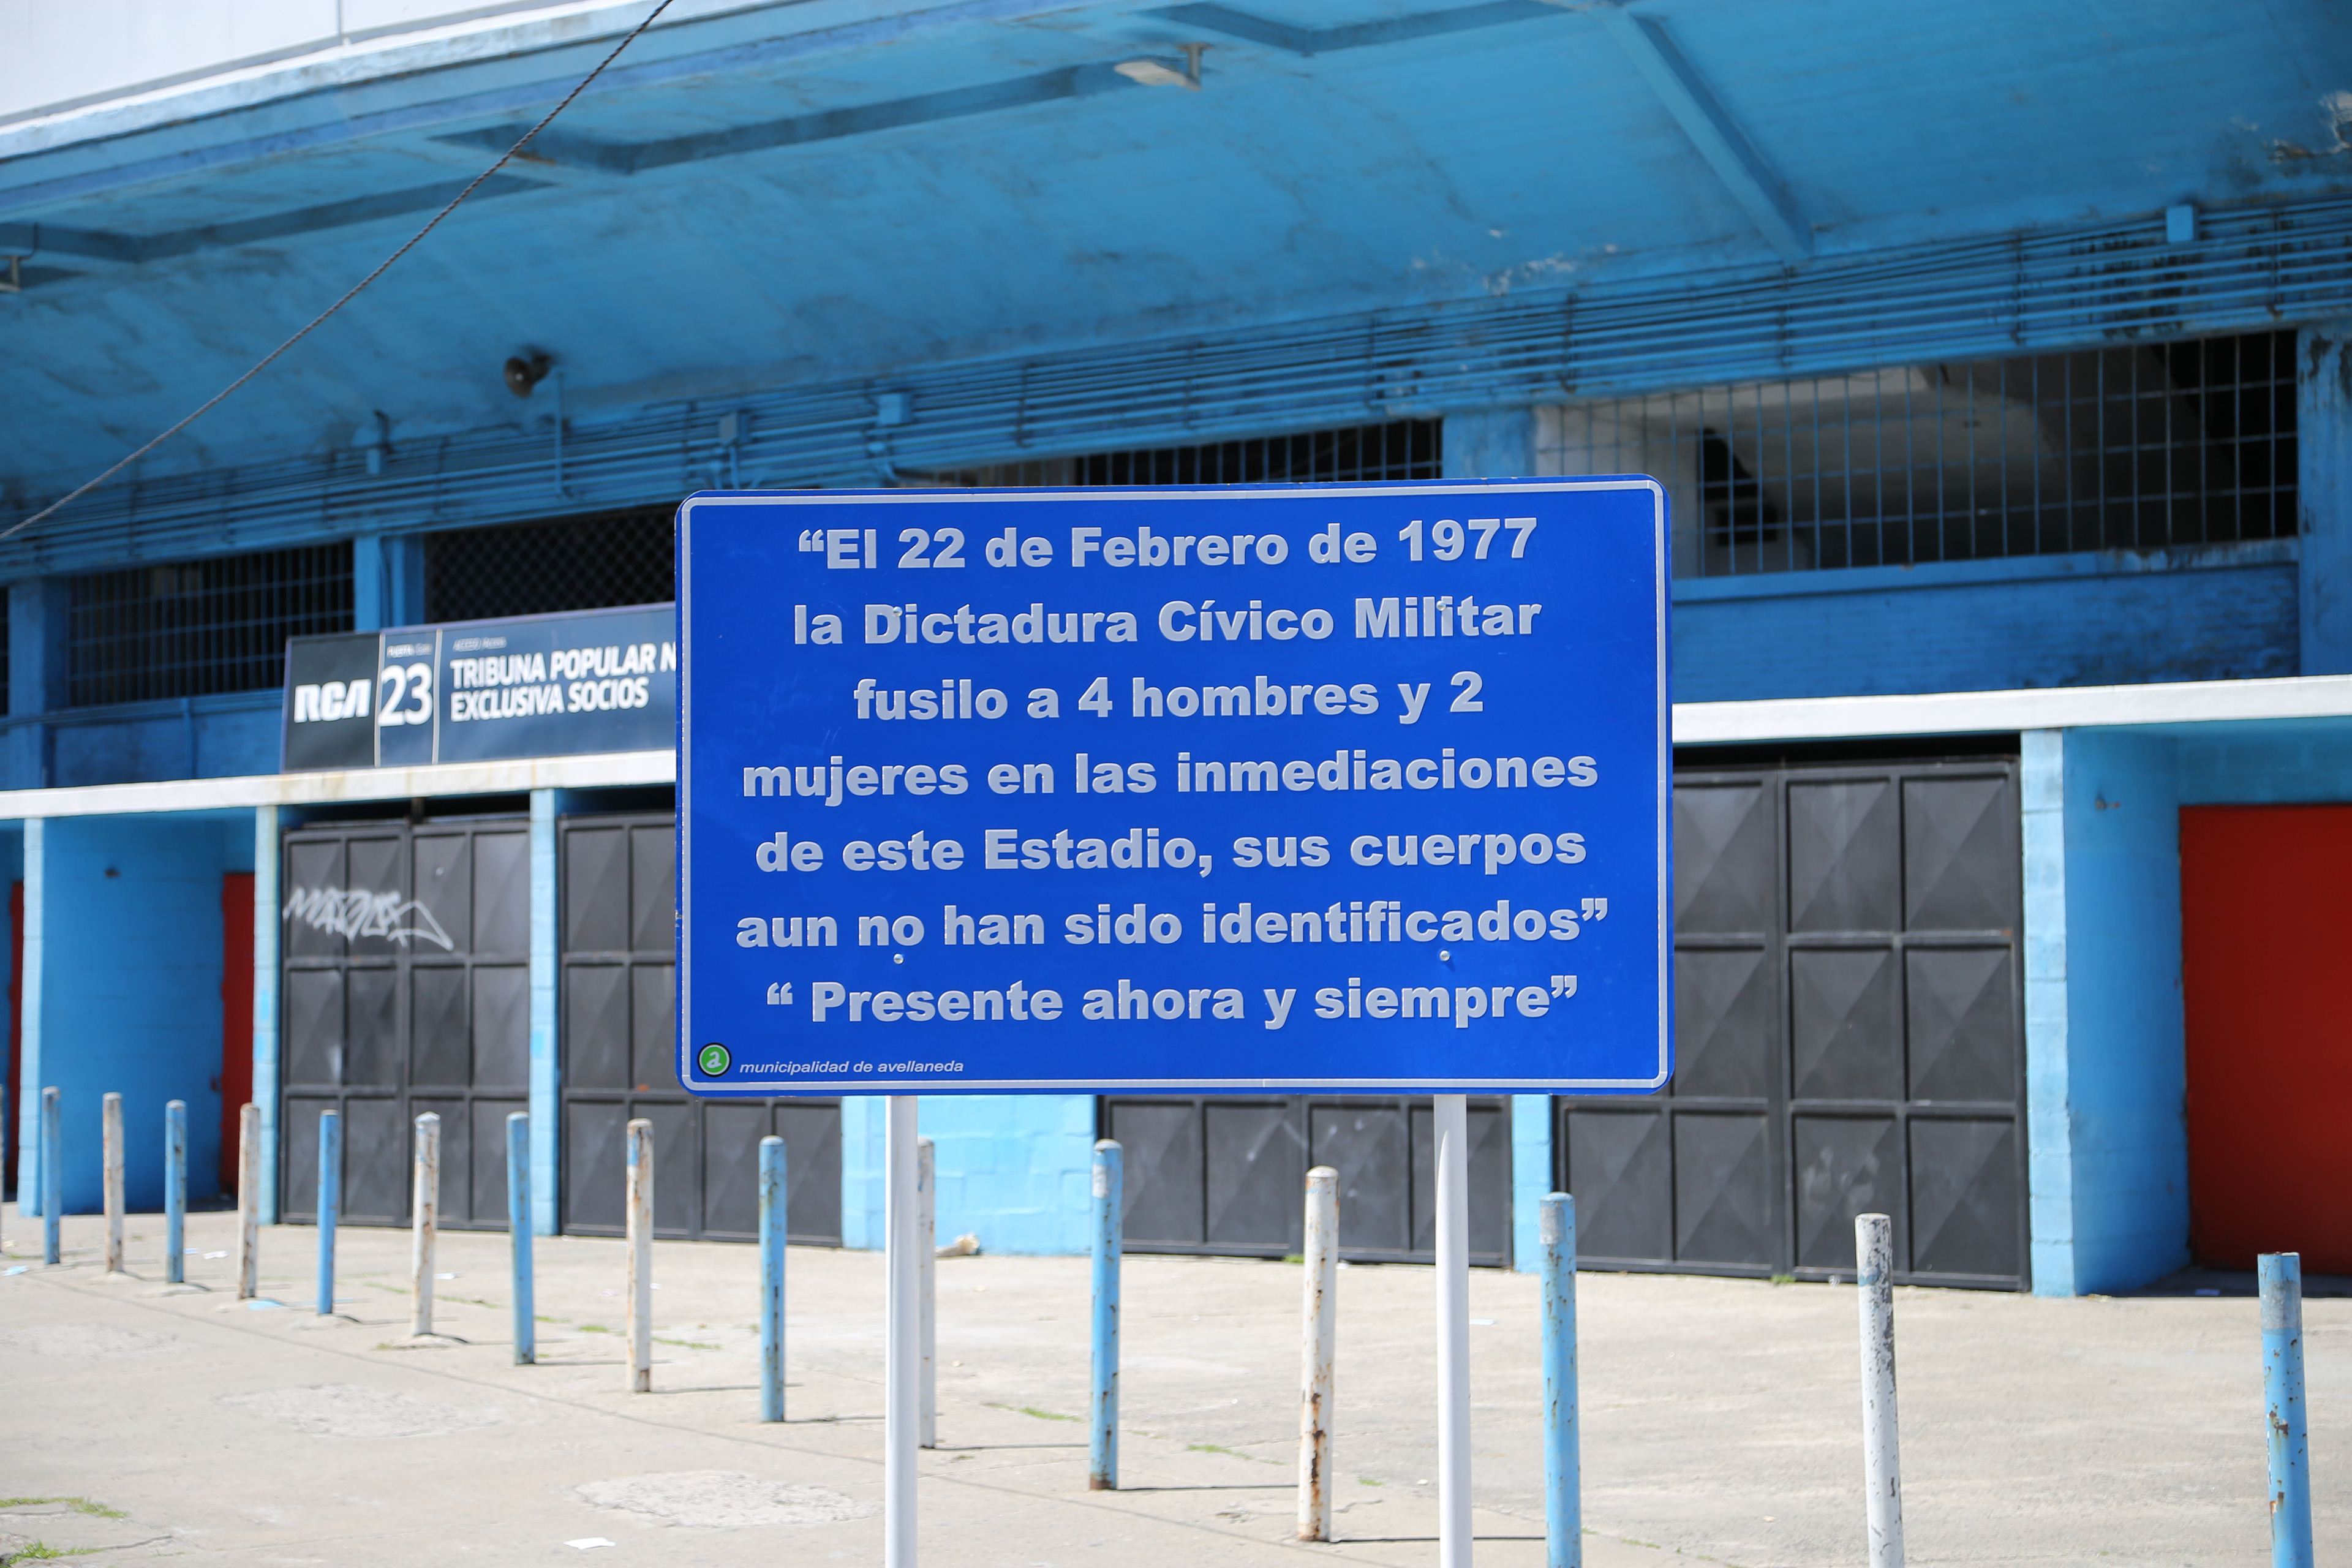 “El 22 de Febrero de 1977
la Dictadura Cívico Militar
fusilo a 4 hombres y 2
mujeres en las inmediaciones
de este Estadio, sus cuerpos
aun no han sido identificados”
“ Presente ahora y siempre”
a municipalidad de avellaneda
RCA 23
TRIBUNA POPULAR N
EXCLUSIVA SOCIOS